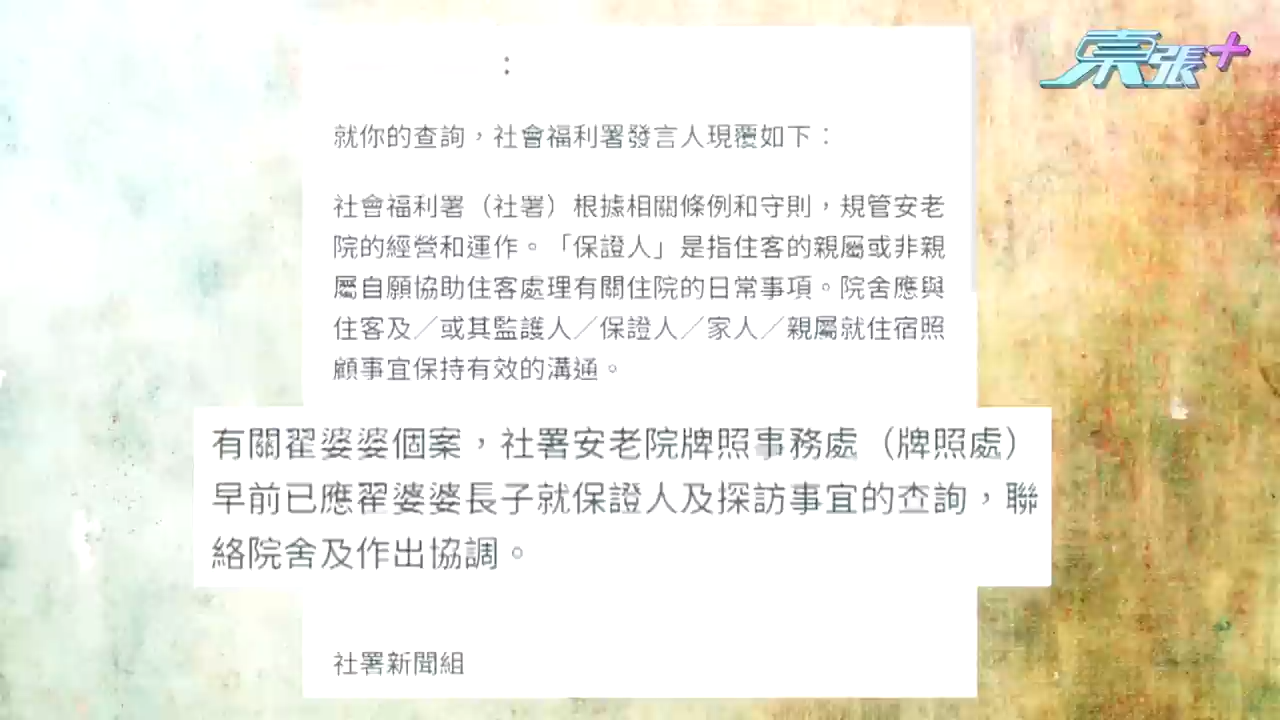 東張+
：
就你的查詢，社會福利署發言人現覆如下：
社會福利署（社署）根據相關條例和守則，規管安老
院的經營和運作。「保證人」是指住客的親屬或非親
屬自願協助住客處理有關住院的日常事項。院舍應與
住客及／或其監護人／保證人／家人／親屬就住宿照
顧事宜保持有效的溝通。
有關翟婆婆個案，社署安老院牌照事務處（牌照處）
早前已應翟婆婆長子就保證人及探訪事宜的查詢，聯
絡院舍及作出協調。
社署新聞組